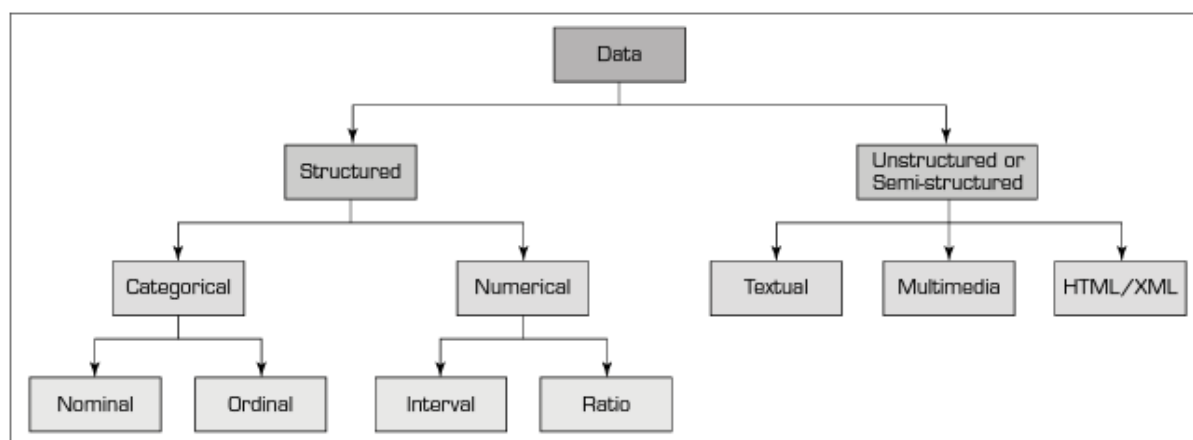 Data
Structured
Unstructured or
Semi-structured
Categorical
Numerical
Textual
Multimedia
HTML/XML
Nominal
Ordinal
Interval
Ratio